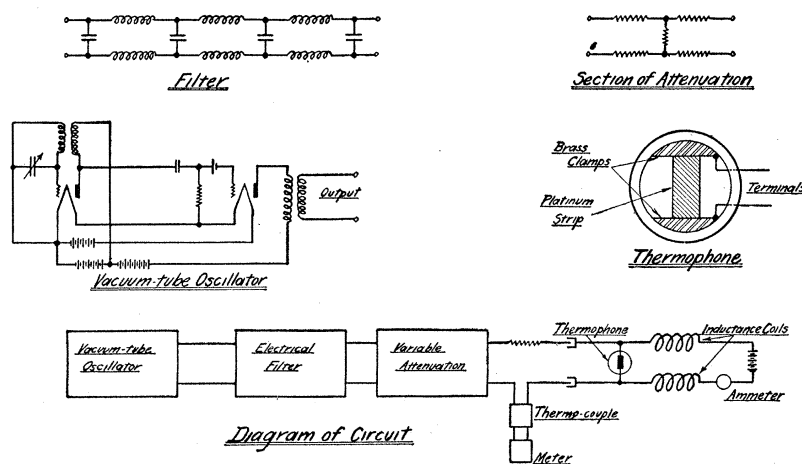 Filter
Section of Attenuation
Output
Vacuum-tube Oscillator
Brass
Clamps
Platinum
Strip
Terminals
Thermophone
Vacuum-tube
Oscillator
Electrical
Filter
Variable
Attenuation
Thermophone
Inductance Coils
Ammeter
Thermo-couple
Meter
Diagram of Circuit